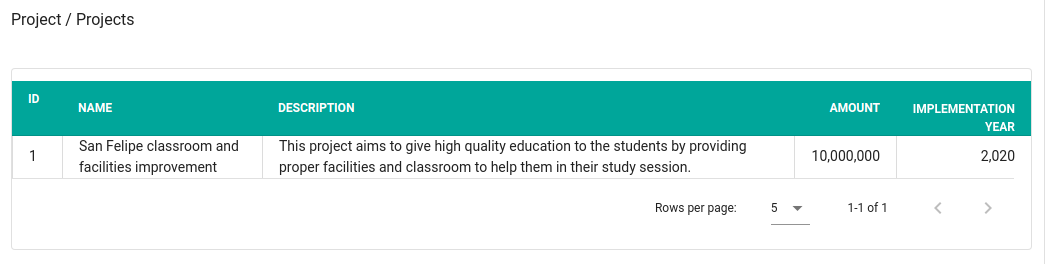 Project / Projects
ID
NAME
DESCRIPTION
AMOUNT
IMPLEMENTATION
YEAR
1
San Felipe classroom and
facilities improvement
This project aims to give high quality education to the students by providing
proper facilities and classroom to help them in their study session.
10,000,000
2,020
Rows per page: 5 1-1 of 1